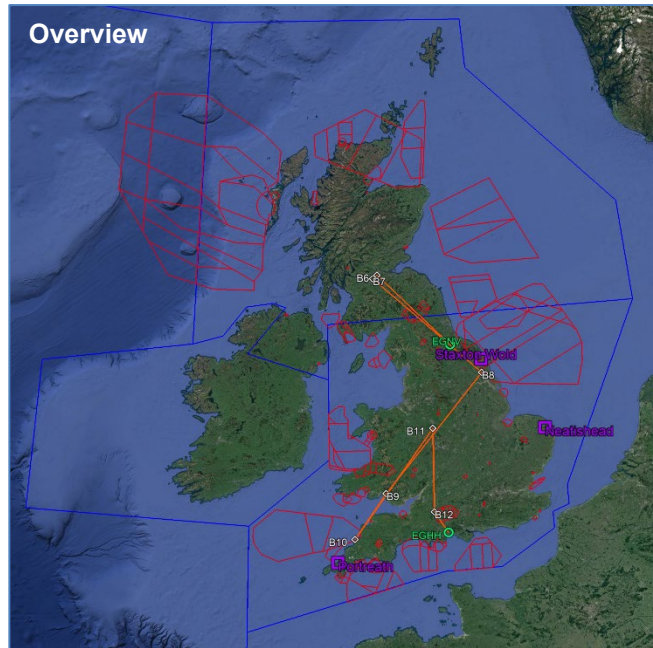 Overview
B6
B7
EGNV
Staxton Wold
B8
B11
Neatishead
B9
B12
EGHH
B10
Portreath